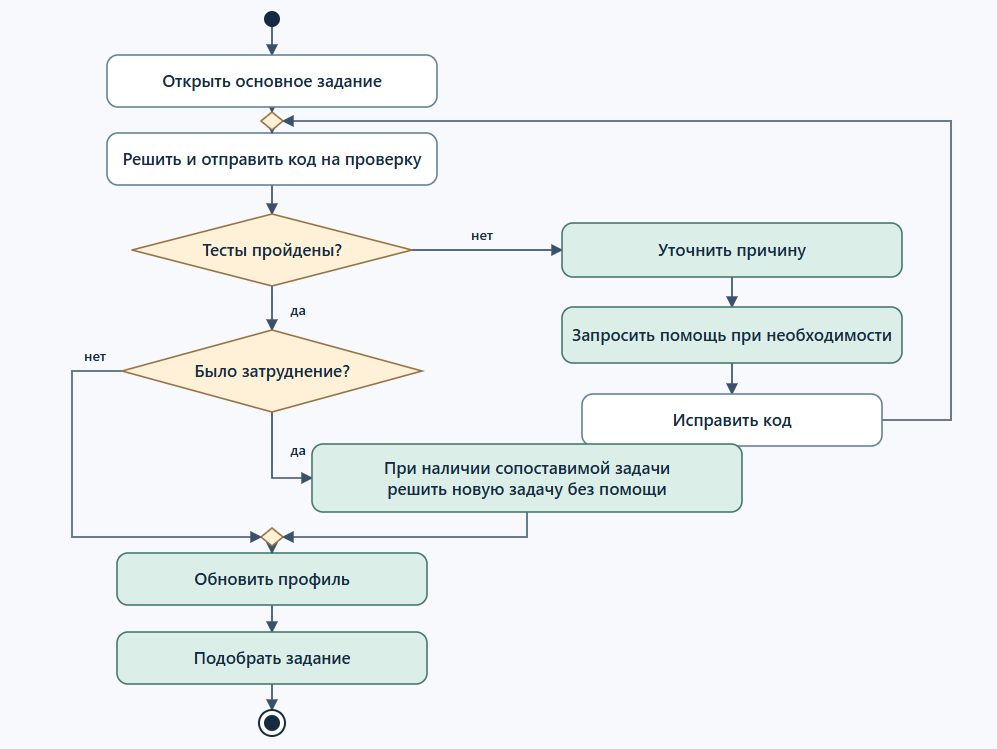 Открыть основное задание
Решить и отправить код на проверку
Тесты пройдены?
нет
Уточнить причину
да
Запросить помощь при необходимости
нет
Было затруднение?
Исправить код
да
При наличии сопоставимой задачи
решить новую задачу без помощи
Обновить профиль
Подобрать задание